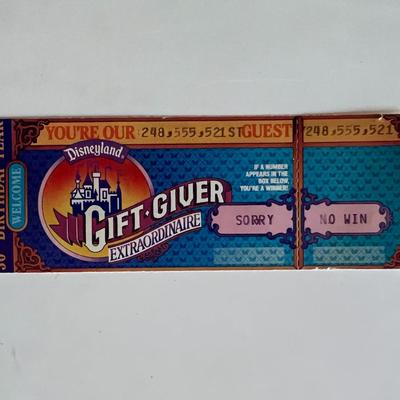 30TH BIRTHDAY YEAR
WELCOME
YOU'RE OUR 248,555,521ST GUEST
Disneyland®
GIFT-GIVER
EXTRAORDINAIRE
IF A NUMBER
APPEARS IN THE
BOX BELOW,
YOU'RE A WINNER!
SORRY
248,555,521
NO WIN